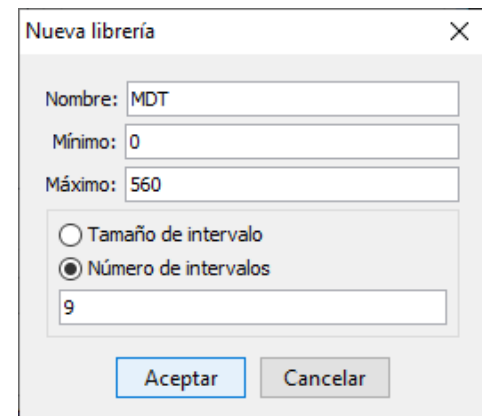 Nueva librería
Nombre: MDT
Mínimo: 0
Máximo: 560
Tamaño de intervalo
Número de intervalos
9
Aceptar Cancelar